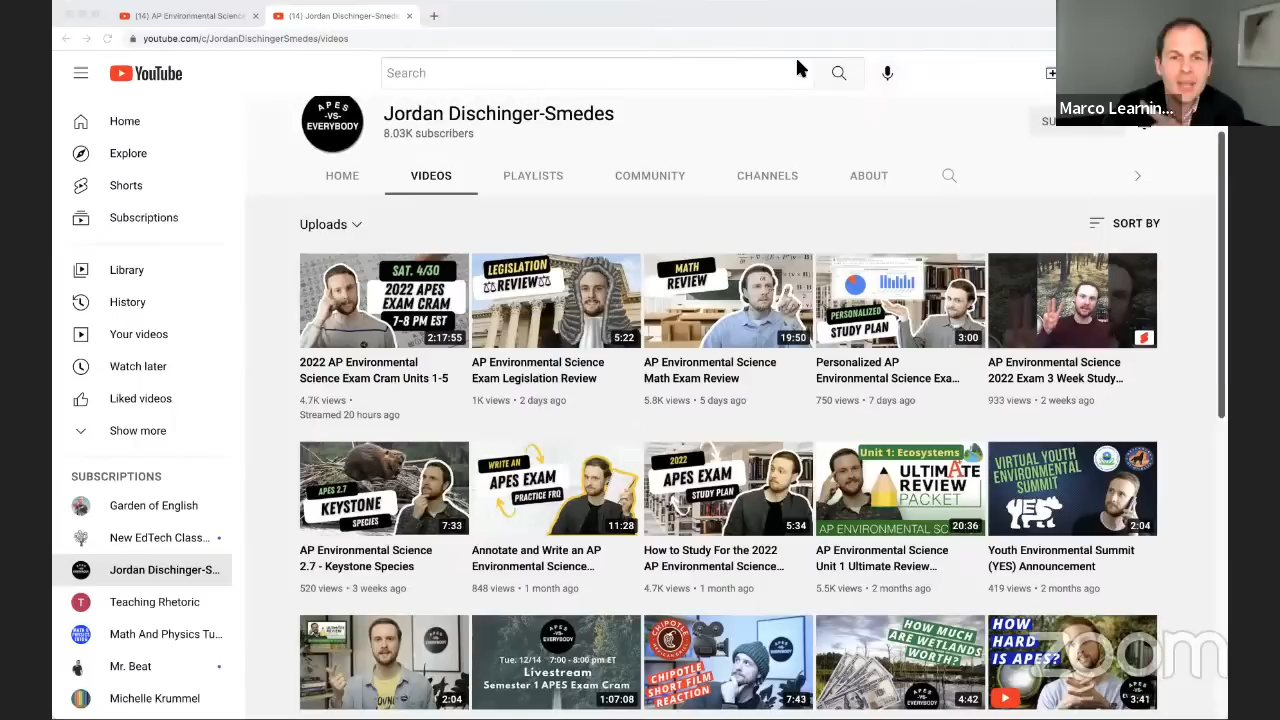 (14) AP Environmental Science
(14) Jordan Dischinger-Smede
youtube.com/c/JordanDischingerSmedes/videos
YouTube
Search
Marco Learnin...
Home
Explore
Shorts
Subscriptions
Library
History
Your videos
Watch later
Liked videos
Show more
SUBSCRIPTIONS
Garden of English
New EdTech Class...
Jordan Dischinger-S...
Teaching Rhetoric
Math And Physics Tu...
Mr. Beat
Michelle Krummel
APES
-VS-
EVERYBODY
Jordan Dischinger-Smedes
8.03K subscribers
SU
HOME
VIDEOS
PLAYLISTS
COMMUNITY
CHANNELS
ABOUT
Uploads
SORT BY
SAT. 4/30
2022 APES
EXAM CRAM
7-8 PM EST
2:17:55
2022 AP Environmental
Science Exam Cram Units 1-5
4.7K views •
Streamed 20 hours ago
LEGISLATION
REVIEW
5:22
AP Environmental Science
Exam Legislation Review
1K views • 2 days ago
MATH
REVIEW
19:50
AP Environmental Science
Math Exam Review
5.8K views • 5 days ago
PERSONALIZED
STUDY PLAN
3:00
Personalized AP
Environmental Science Exa...
750 views • 7 days ago
AP Environmental Science
2022 Exam 3 Week Study...
933 views • 2 weeks ago
APES 2.7
KEYSTONE
SPECIES
7:33
AP Environmental Science
2.7 - Keystone Species
520 views • 3 weeks ago
WRITE AN
APES EXAM
PRACTICE FRQ
11:28
Annotate and Write an AP
Environmental Science...
848 views • 1 month ago
2022
APES EXAM
STUDY PLAN
5:34
How to Study For the 2022
AP Environmental Science...
4.7K views • 1 month ago
Unit 1: Ecosystems
ULTIMATE
REVIEW
PACKET
AP ENVIRONMENTAL SC
20:36
AP Environmental Science
Unit 1 Ultimate Review...
5.5K views • 2 months ago
VIRTUAL YOUTH
ENVIRONMENTAL
SUMMIT
YES
2:04
Youth Environmental Summit
(YES) Announcement
419 views • 2 months ago
2:04
APES
-VS-
EVERYBODY
Tue: 12/14 7:00 - 8:00 pm ET
Livestream
Semester 1 APES Exam Cram
1:07:08
CHIPOTLE
CHIPOTLE
SHORT FILM
REACTION
7:43
HOW MUCH
ARE WETLANDS
WORTH?
4:42
HOW
HARD
IS APES?
3:41
zoom